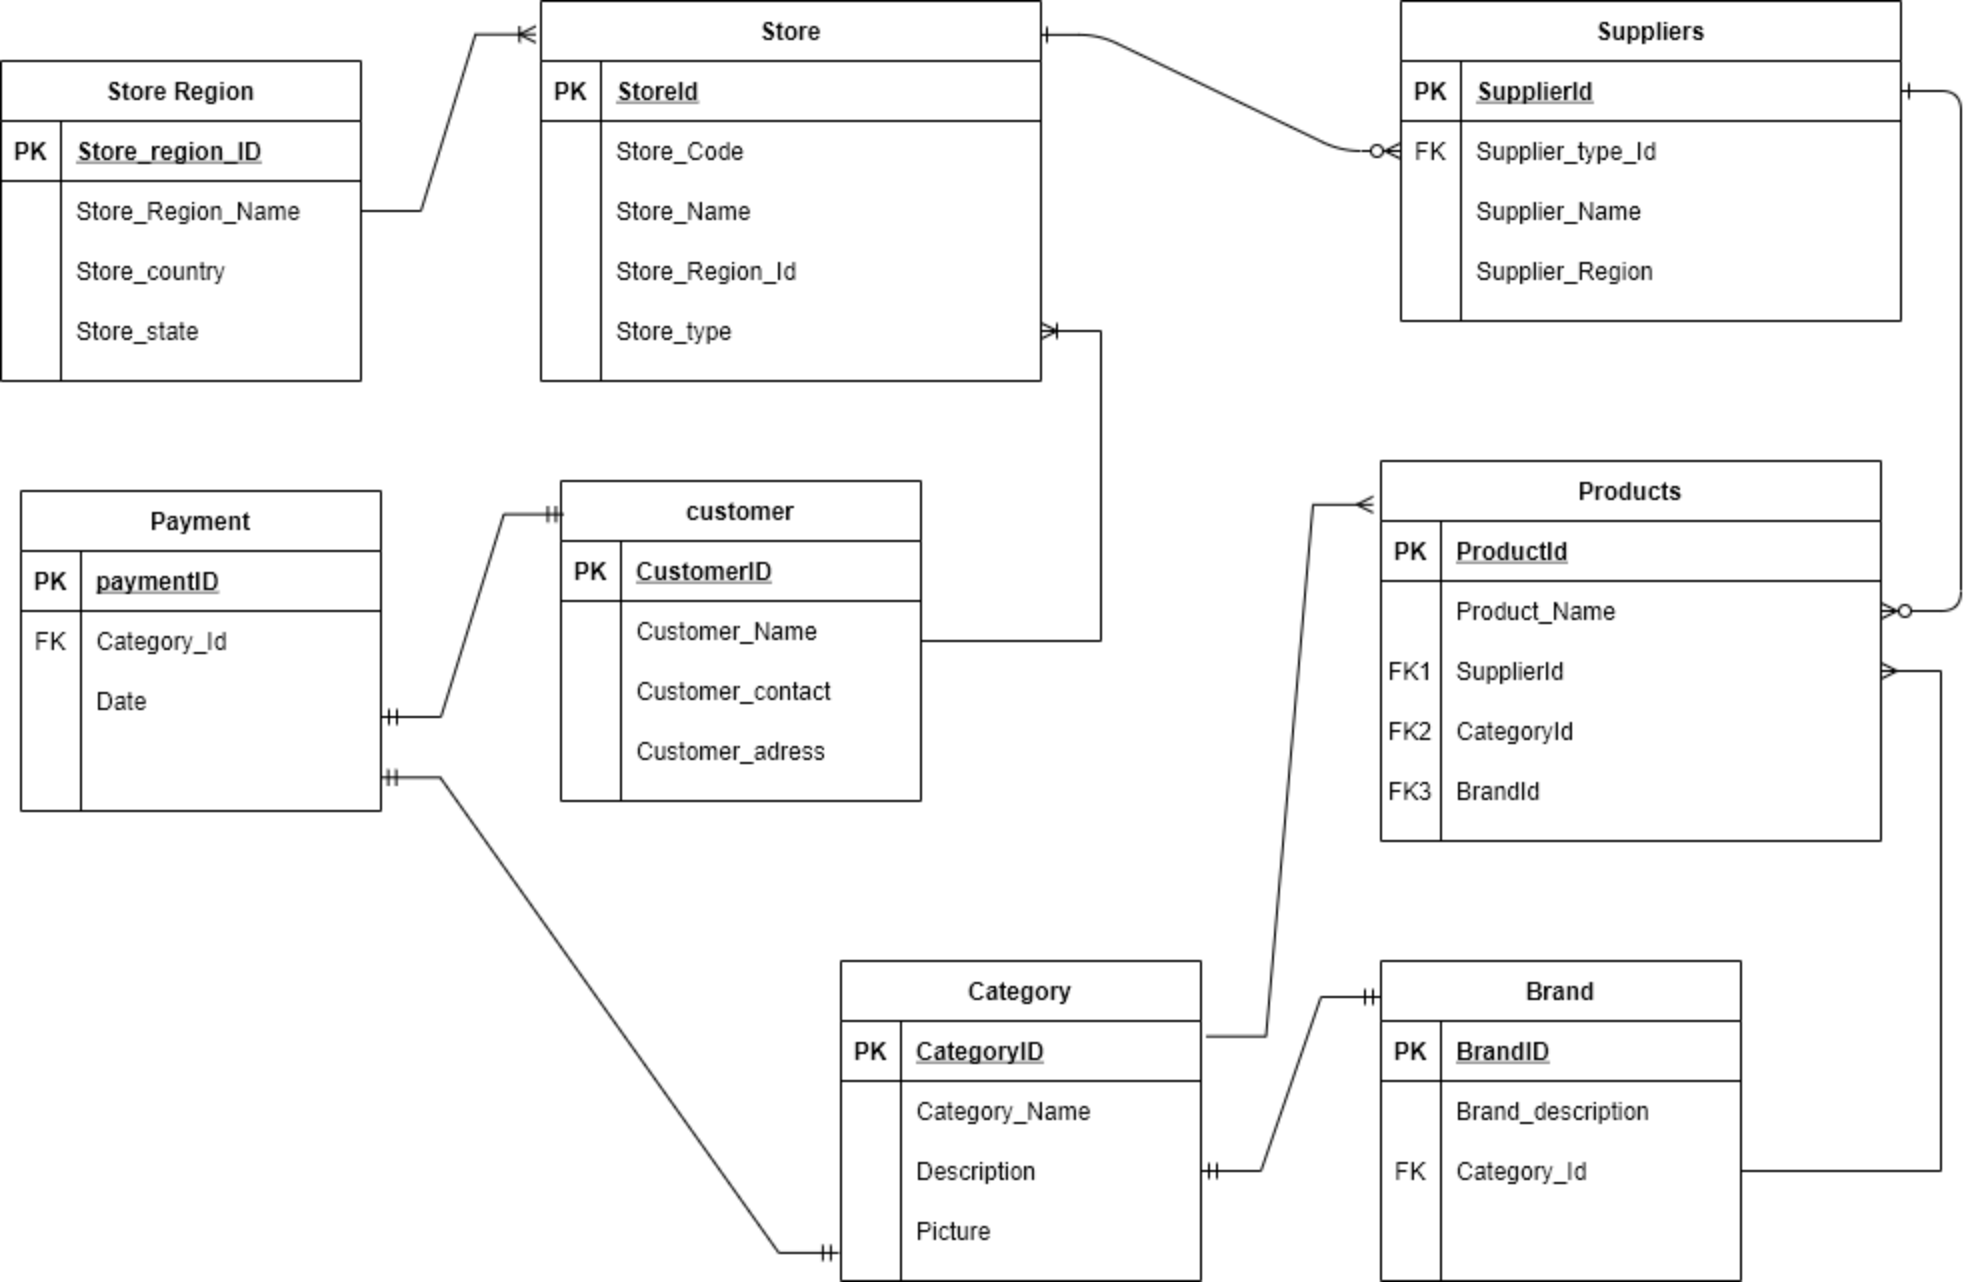 Store Region
PK Store_region_ID
Store_Region_Name
Store_country
Store_state
Store
PK StoreId
Store_Code
Store_Name
Store_Region_Id
Store_type
Suppliers
PK SupplierId
FK Supplier_type_Id
Supplier_Name
Supplier_Region
Payment
PK paymentID
FK Category_Id
Date
customer
PK CustomerID
Customer_Name
Customer_contact
Customer_adress
Products
PK ProductId
Product_Name
FK1 SupplierId
FK2 CategoryId
FK3 BrandId
Category
PK CategoryID
Category_Name
Description
Picture
Brand
PK BrandID
Brand_description
FK Category_Id